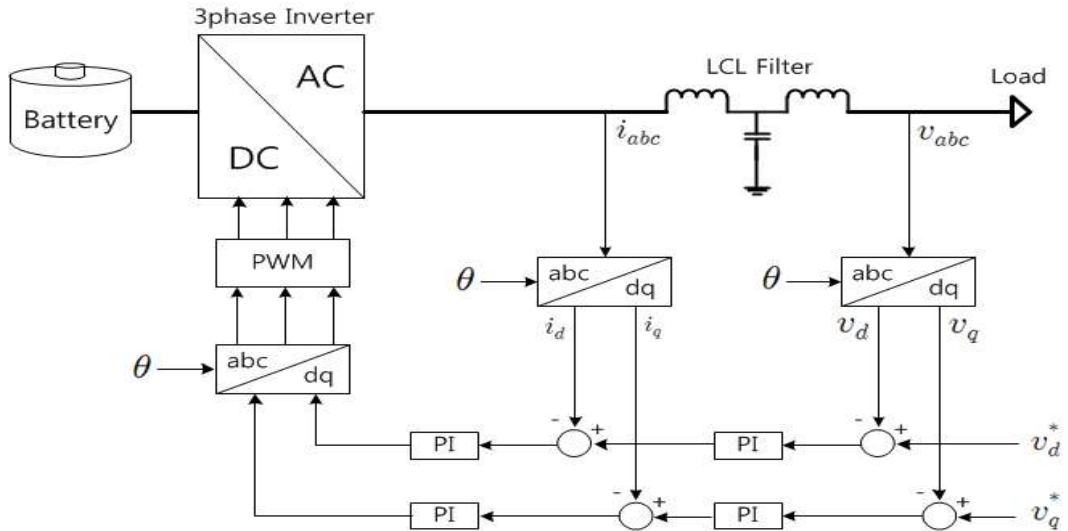 3phase Inverter
AC
DC
Battery
LCL Filter
Load
i_abc
v_abc
PWM
θ
abc
dq
θ
abc
dq
i_d
i_q
v_d
v_q
θ
abc
dq
-
+
-
+
PI
PI
v_d^*
-
+
-
+
PI
PI
v_q^*